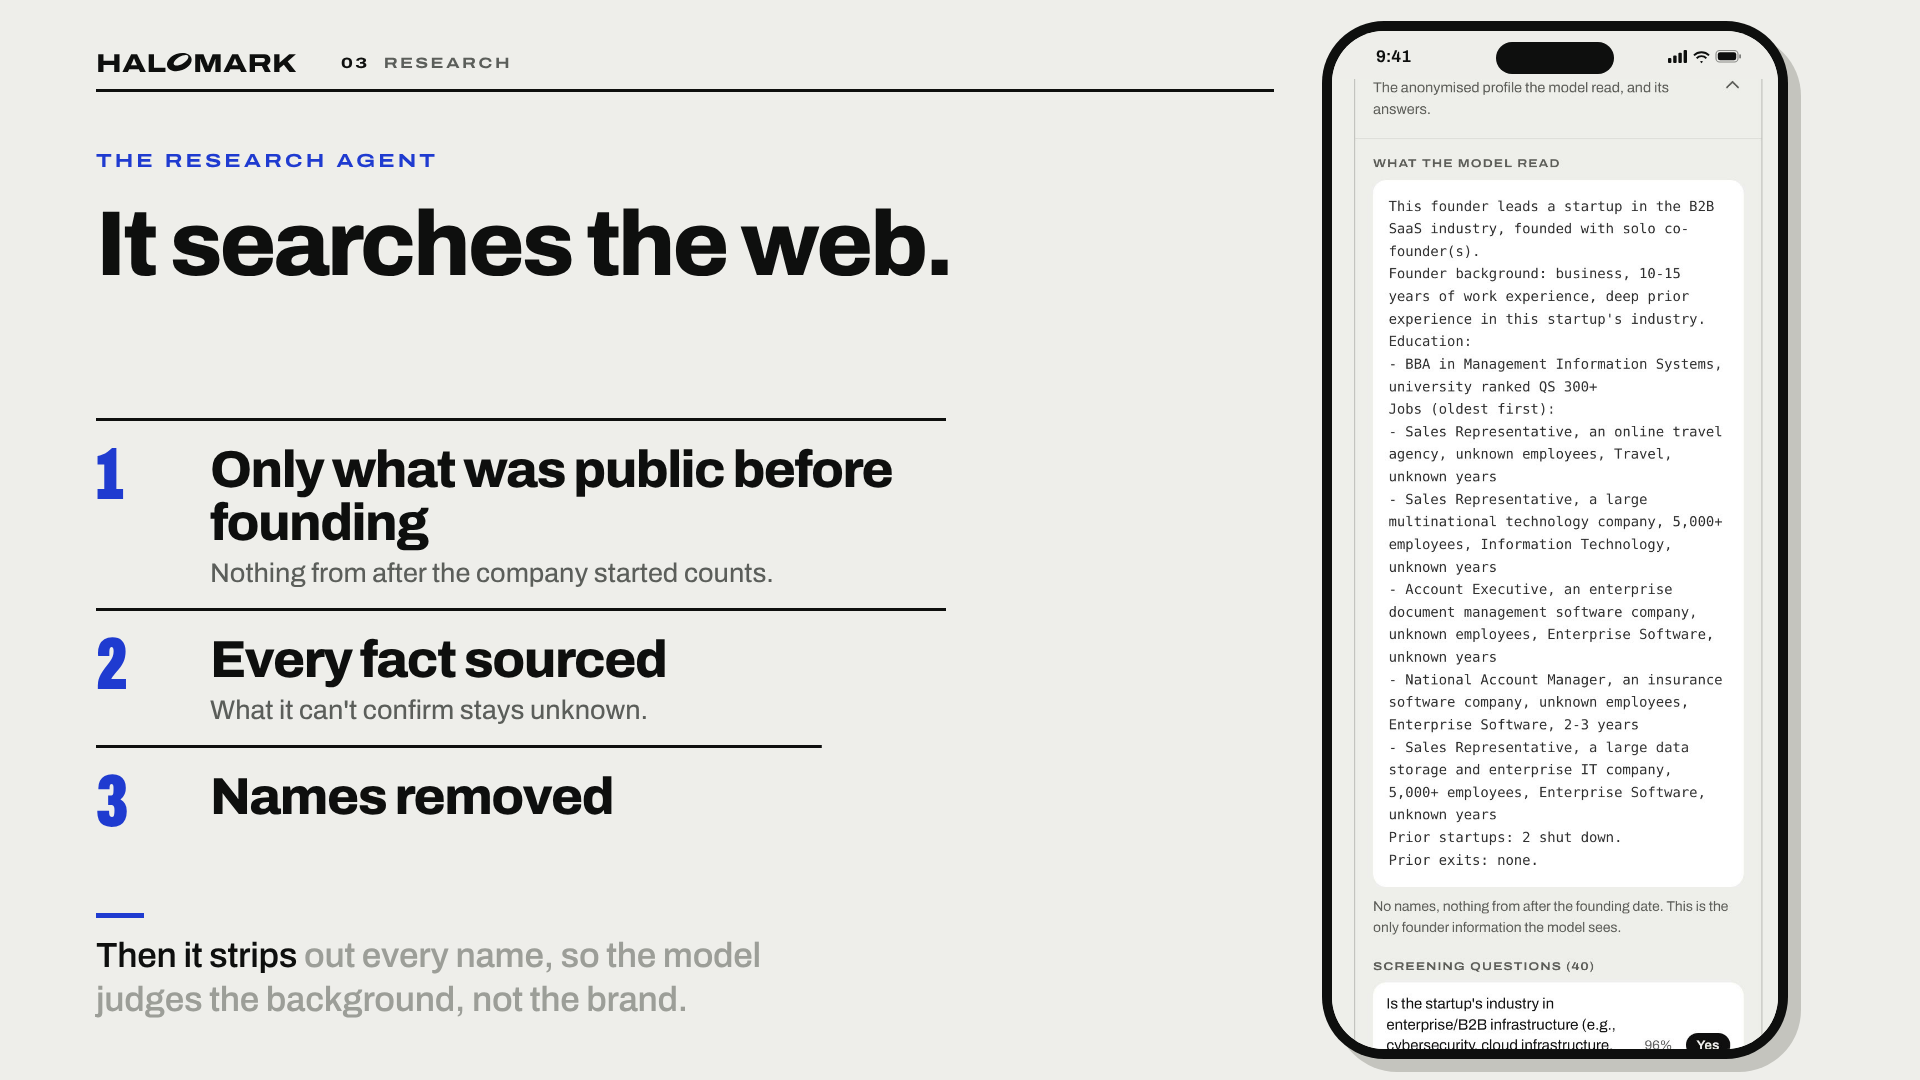 HALOMARK
03 RESEARCH
THE RESEARCH AGENT
It searches the web.
1
Only what was public before
founding
Nothing from after the company started counts.
2
Every fact sourced
What it can't confirm stays unknown.
3
Names removed
Then it strips out every name, so the model
judges the background, not the brand.
9:41
The anonymised profile the model read, and its
answers.
WHAT THE MODEL READ
This founder leads a startup in the B2B
SaaS industry, founded with solo co-
founder(s).
Founder background: business, 10-15
years of work experience, deep prior
experience in this startup's industry.
Education:
- BBA in Management Information Systems,
university ranked QS 300+
Jobs (oldest first):
- Sales Representative, an online travel
agency, unknown employees, Travel,
unknown years
- Sales Representative, a large
multinational technology company, 5,000+
employees, Information Technology,
unknown years
- Account Executive, an enterprise
document management software company,
unknown employees, Enterprise Software,
unknown years
- National Account Manager, an insurance
software company, unknown employees,
Enterprise Software, 2-3 years
- Sales Representative, a large data
storage and enterprise IT company,
5,000+ employees, Enterprise Software,
unknown years
Prior startups: 2 shut down.
Prior exits: none.
No names, nothing from after the founding date. This is the
only founder information the model sees.
SCREENING QUESTIONS (40)
Is the startup's industry in
enterprise/B2B infrastructure (e.g.,
cybersecurity, cloud infrastructure,
96% Yes